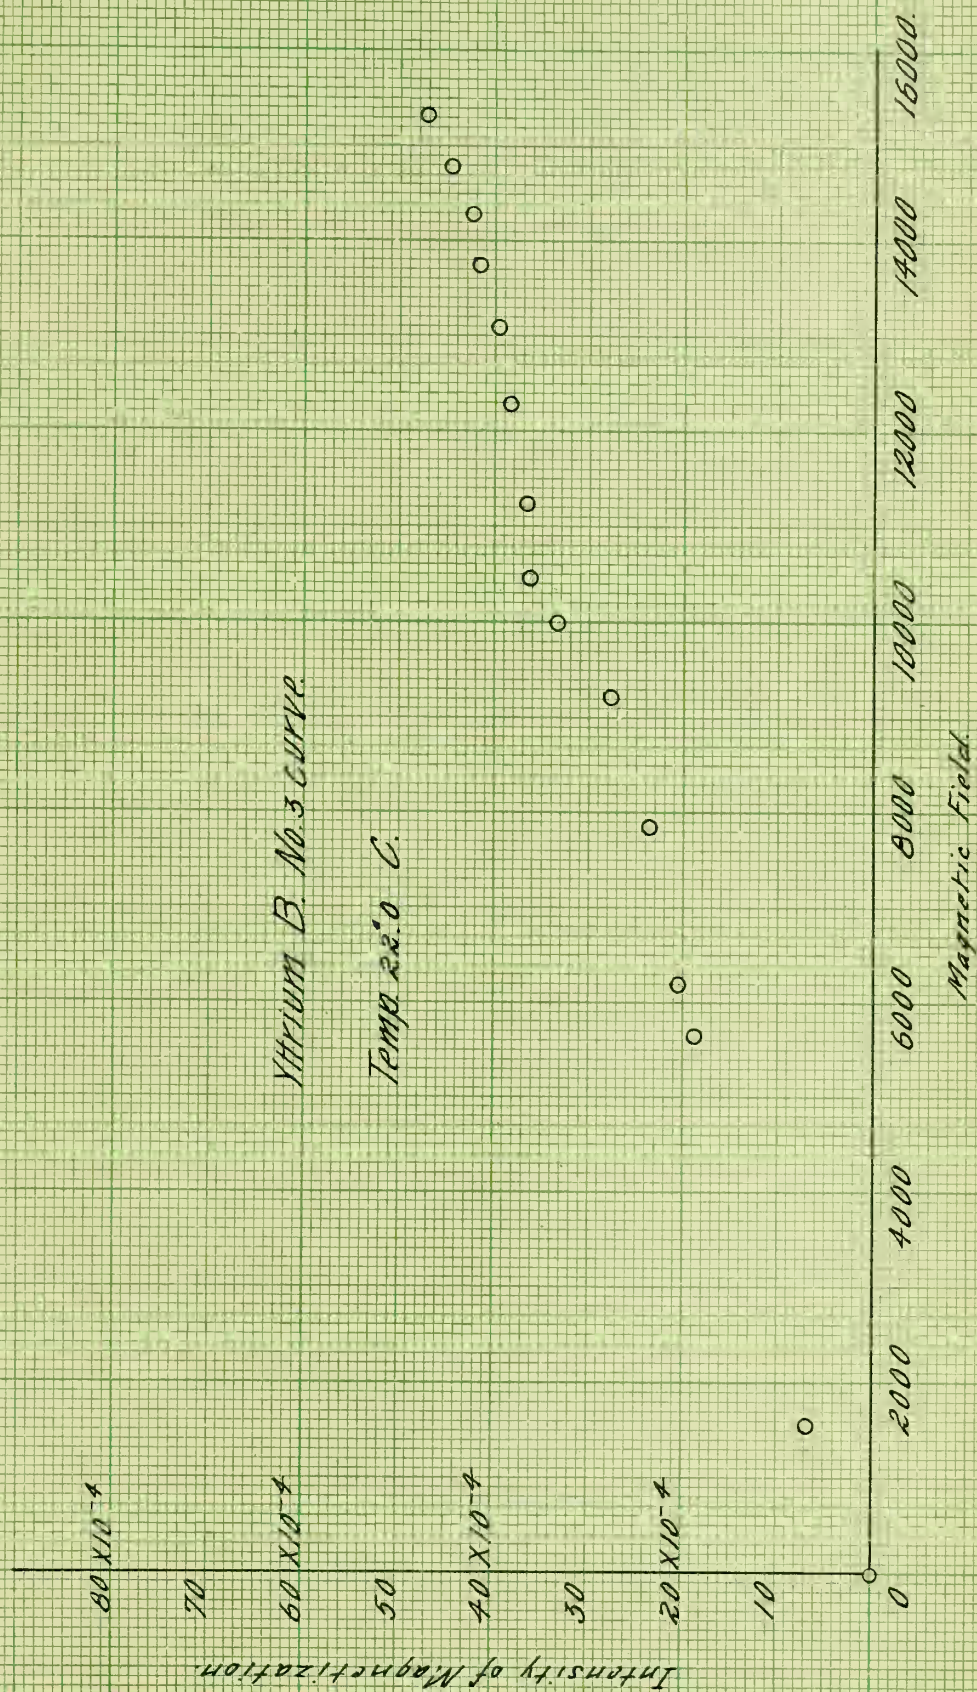 Yttrium B. No. 3 curve.
Temp. 22.°0 C.
Intensity of Magnetization.
80 X10-4
70
60 X10-4
50
40 X10-4
30
20 X10-4
10
0
2000
4000
6000
8000
10000
12000
14000
16000.
Magnetic Field.